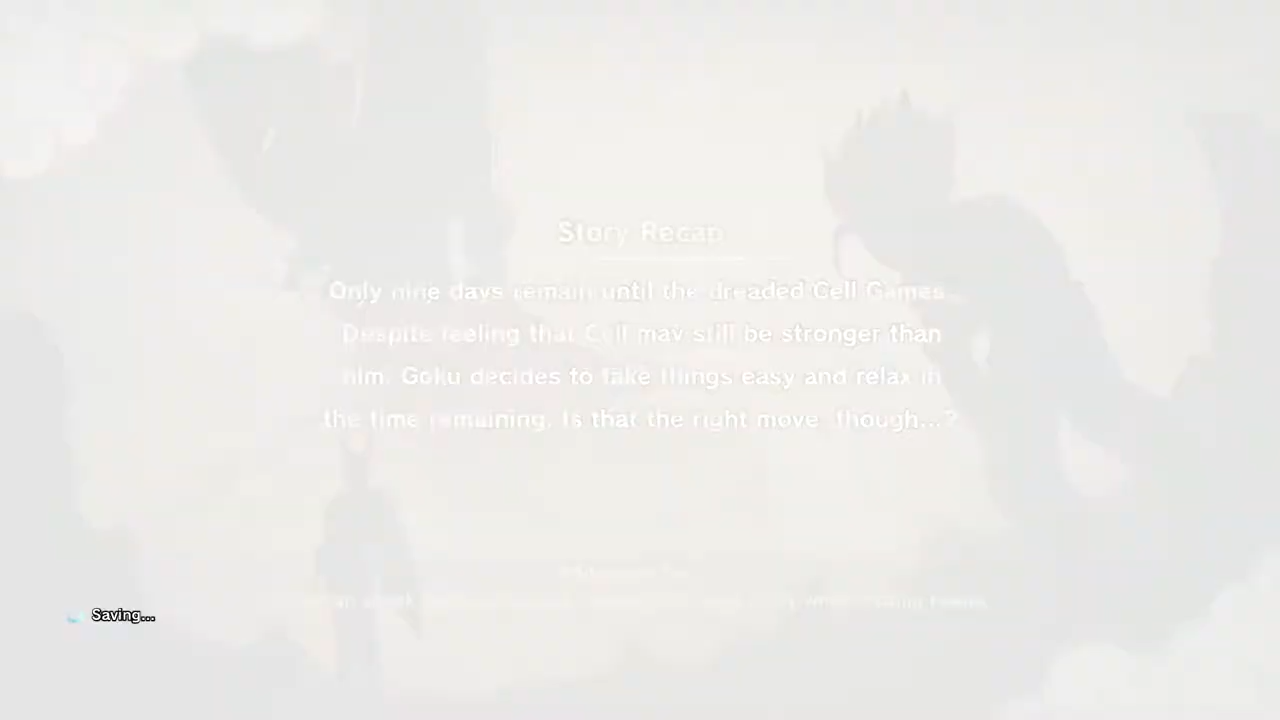 Story Recap
Only nine days remain until the dreaded Cell Games.
Despite feeling that Cell may still be stronger than
him, Goku decides to take things easy and relax in
the time remaining. Is that the right move, though...?
Saving...